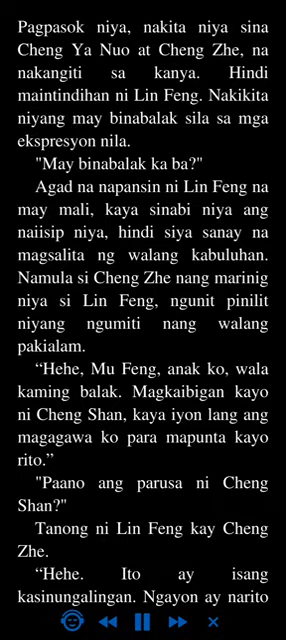 Pagpasok niya, nakita niya sina
Cheng Ya Nuo at Cheng Zhe, na
nakangiti sa kanya. Hindi
maintindihan ni Lin Feng. Nakikita
niyang may binabalak sila sa mga
ekspresyon nila.
"May binabalak ka ba?"
Agad na napansin ni Lin Feng na
may mali, kaya sinabi niya ang
naiisip niya, hindi siya sanay na
magsalita ng walang kabuluhan.
Namula si Cheng Zhe nang marinig
niya si Lin Feng, ngunit pinilit
niyang ngumiti nang walang
pakialam.
“Hehe, Mu Feng, anak ko, wala
kaming balak. Magkaibigan kayo
ni Cheng Shan, kaya iyon lang ang
magagawa ko para mapunta kayo
rito.”
"Paano ang parusa ni Cheng
Shan?"
Tanong ni Lin Feng kay Cheng
Zhe.
“Hehe. Ito ay isang
kasinungalingan. Ngayon ay narito